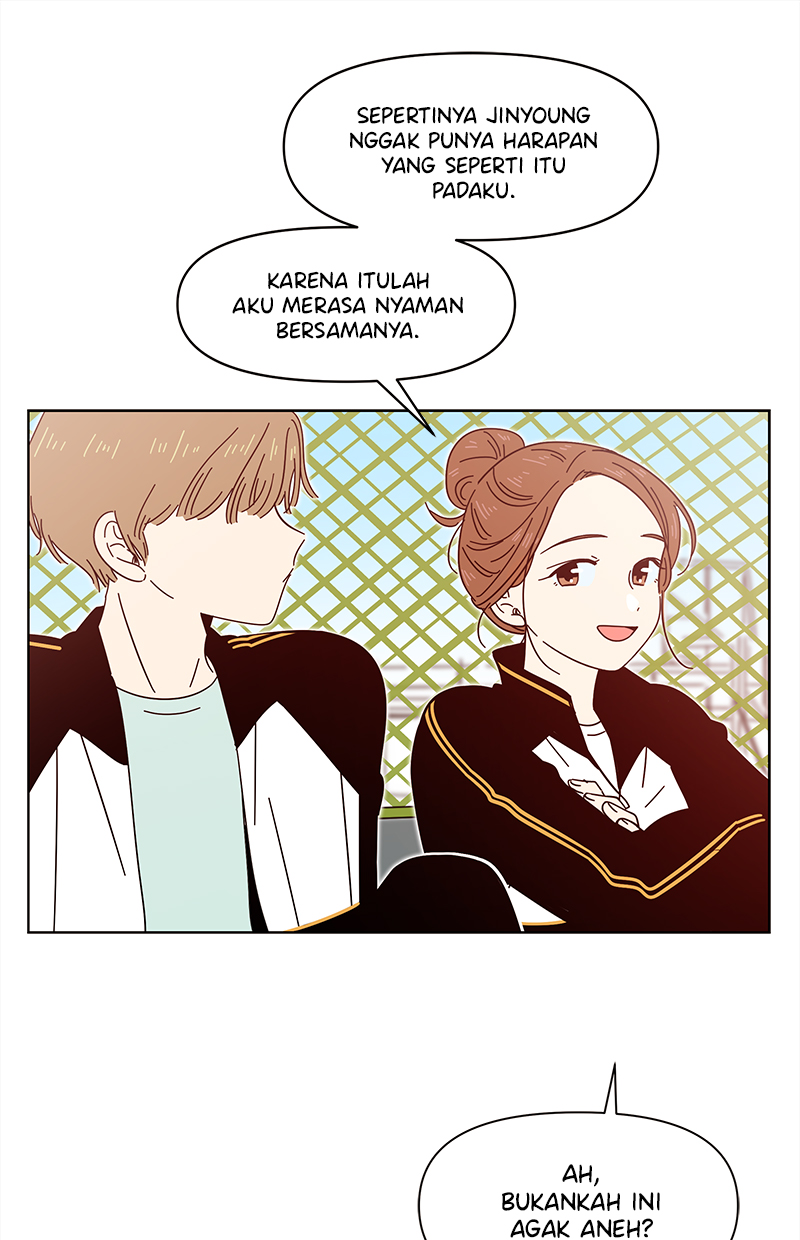 SEPERTINYA JINYOUNG
NGGAK PUNYA HARAPAN
YANG SEPERTI ITU
PADAKU.
KARENA ITULAH
AKU MERASA NYAMAN
BERSAMANYA.
AH,
BUKANKAH INI
AGAK ANEH?